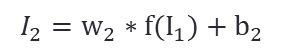 I₂ = w₂ * f(I₁) + b₂